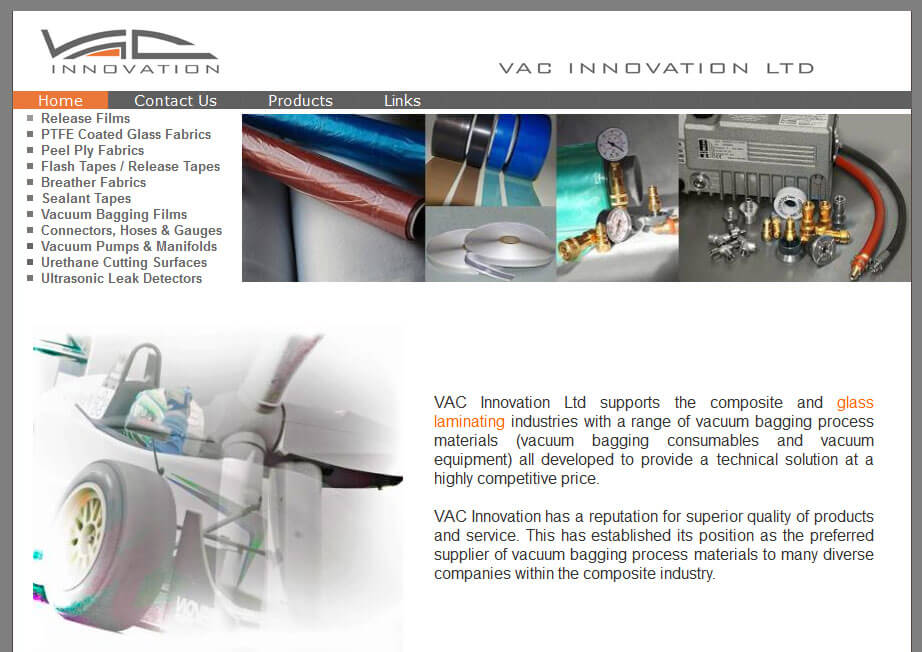 VAC
INNOVATION
VAC INNOVATION LTD
Home Contact Us Products Links
Release Films
PTFE Coated Glass Fabrics
Peel Ply Fabrics
Flash Tapes / Release Tapes
Breather Fabrics
Sealant Tapes
Vacuum Bagging Films
Connectors, Hoses & Gauges
Vacuum Pumps & Manifolds
Urethane Cutting Surfaces
Ultrasonic Leak Detectors
VAC Innovation Ltd supports the composite and glass
laminating industries with a range of vacuum bagging process
materials (vacuum bagging consumables and vacuum
equipment) all developed to provide a technical solution at a
highly competitive price.
VAC Innovation has a reputation for superior quality of products
and service. This has established its position as the preferred
supplier of vacuum bagging process materials to many diverse
companies within the composite industry.